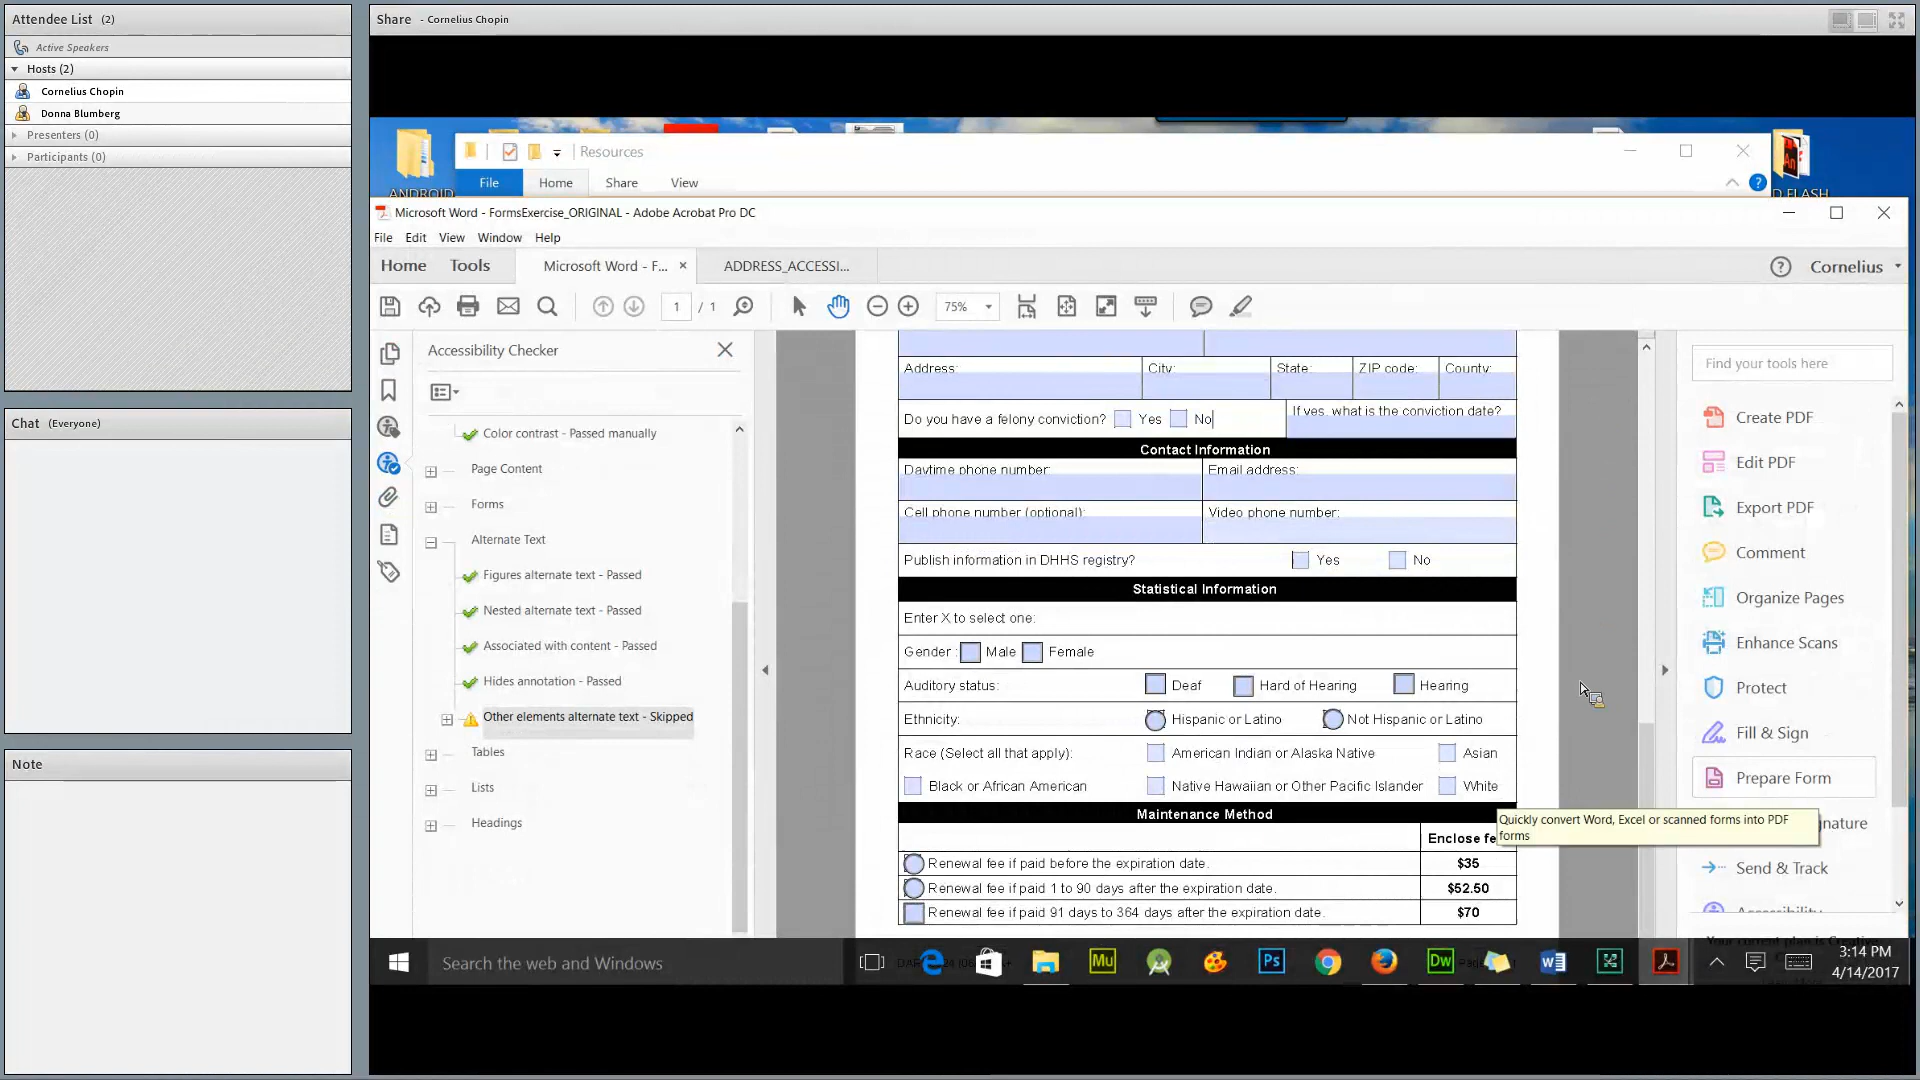 Attendee List (2)
Active Speakers
Hosts (2)
Cornelius Chopin
Donna Blumberg
Presenters (0)
Participants (0)
Chat (Everyone)
Note
Share - Cornelius Chopin
ANDROID
Resources
File Home Share View
D FLASH
Microsoft Word - FormsExercise_ORIGINAL - Adobe Acrobat Pro DC
File Edit View Window Help
Home Tools Microsoft Word - F... × ADDRESS_ACCESSI... Cornelius
1 / 1 75%
Accessibility Checker
Color contrast - Passed manually
Page Content
Forms
Alternate Text
Figures alternate text - Passed
Nested alternate text - Passed
Associated with content - Passed
Hides annotation - Passed
Other elements alternate text - Skipped
Tables
Lists
Headings
Address: City: State: ZIP code: County:
Do you have a felony conviction? Yes No If yes, what is the conviction date?
Contact Information
Daytime phone number: Email address:
Cell phone number (optional): Video phone number:
Publish information in DHHS registry? Yes No
Statistical Information
Enter X to select one:
Gender : Male Female
Auditory status: Deaf Hard of Hearing Hearing
Ethnicity: Hispanic or Latino Not Hispanic or Latino
Race (Select all that apply): American Indian or Alaska Native Asian
Black or African American Native Hawaiian or Other Pacific Islander White
Maintenance Method
Enclose fe
Renewal fee if paid before the expiration date. $35
Renewal fee if paid 1 to 90 days after the expiration date. $52.50
Renewal fee if paid 91 days to 364 days after the expiration date. $70
Find your tools here
Create PDF
Edit PDF
Export PDF
Comment
Organize Pages
Enhance Scans
Protect
Fill & Sign
Prepare Form
Quickly convert Word, Excel or scanned forms into PDF
forms
nature
Send & Track
Accessibility
Your current plan is Creative
Search the web and Windows
Mu Ps Dw
3:14 PM
4/14/2017